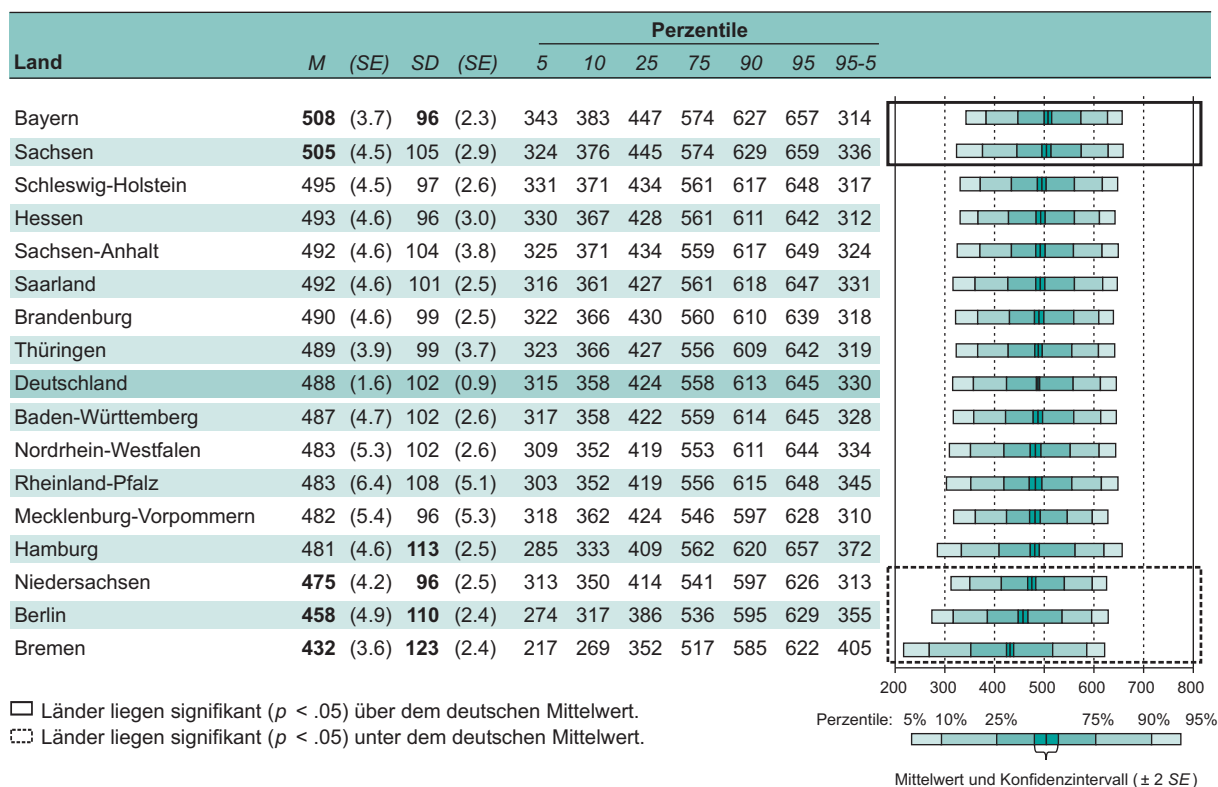 Perzentile
Land M (SE) SD (SE) 5 10 25 75 90 95 95-5
Bayern 508 (3.7) 96 (2.3) 343 383 447 574 627 657 314
Sachsen 505 (4.5) 105 (2.9) 324 376 445 574 629 659 336
Schleswig-Holstein 495 (4.5) 97 (2.6) 331 371 434 561 617 648 317
Hessen 493 (4.6) 96 (3.0) 330 367 428 561 611 642 312
Sachsen-Anhalt 492 (4.6) 104 (3.8) 325 371 434 559 617 649 324
Saarland 492 (4.6) 101 (2.5) 316 361 427 561 618 647 331
Brandenburg 490 (4.6) 99 (2.5) 322 366 430 560 610 639 318
Thüringen 489 (3.9) 99 (3.7) 323 366 427 556 609 642 319
Deutschland 488 (1.6) 102 (0.9) 315 358 424 558 613 645 330
Baden-Württemberg 487 (4.7) 102 (2.6) 317 358 422 559 614 645 328
Nordrhein-Westfalen 483 (5.3) 102 (2.6) 309 352 419 553 611 644 334
Rheinland-Pfalz 483 (6.4) 108 (5.1) 303 352 419 556 615 648 345
Mecklenburg-Vorpommern 482 (5.4) 96 (5.3) 318 362 424 546 597 628 310
Hamburg 481 (4.6) 113 (2.5) 285 333 409 562 620 657 372
Niedersachsen 475 (4.2) 96 (2.5) 313 350 414 541 597 626 313
Berlin 458 (4.9) 110 (2.4) 274 317 386 536 595 629 355
Bremen 432 (3.6) 123 (2.4) 217 269 352 517 585 622 405
200 300 400 500 600 700 800
Länder liegen signifikant (p < .05) über dem deutschen Mittelwert.
Länder liegen signifikant (p < .05) unter dem deutschen Mittelwert.
Perzentile: 5% 10% 25% 75% 90% 95%
Mittelwert und Konfidenzintervall (± 2 SE)